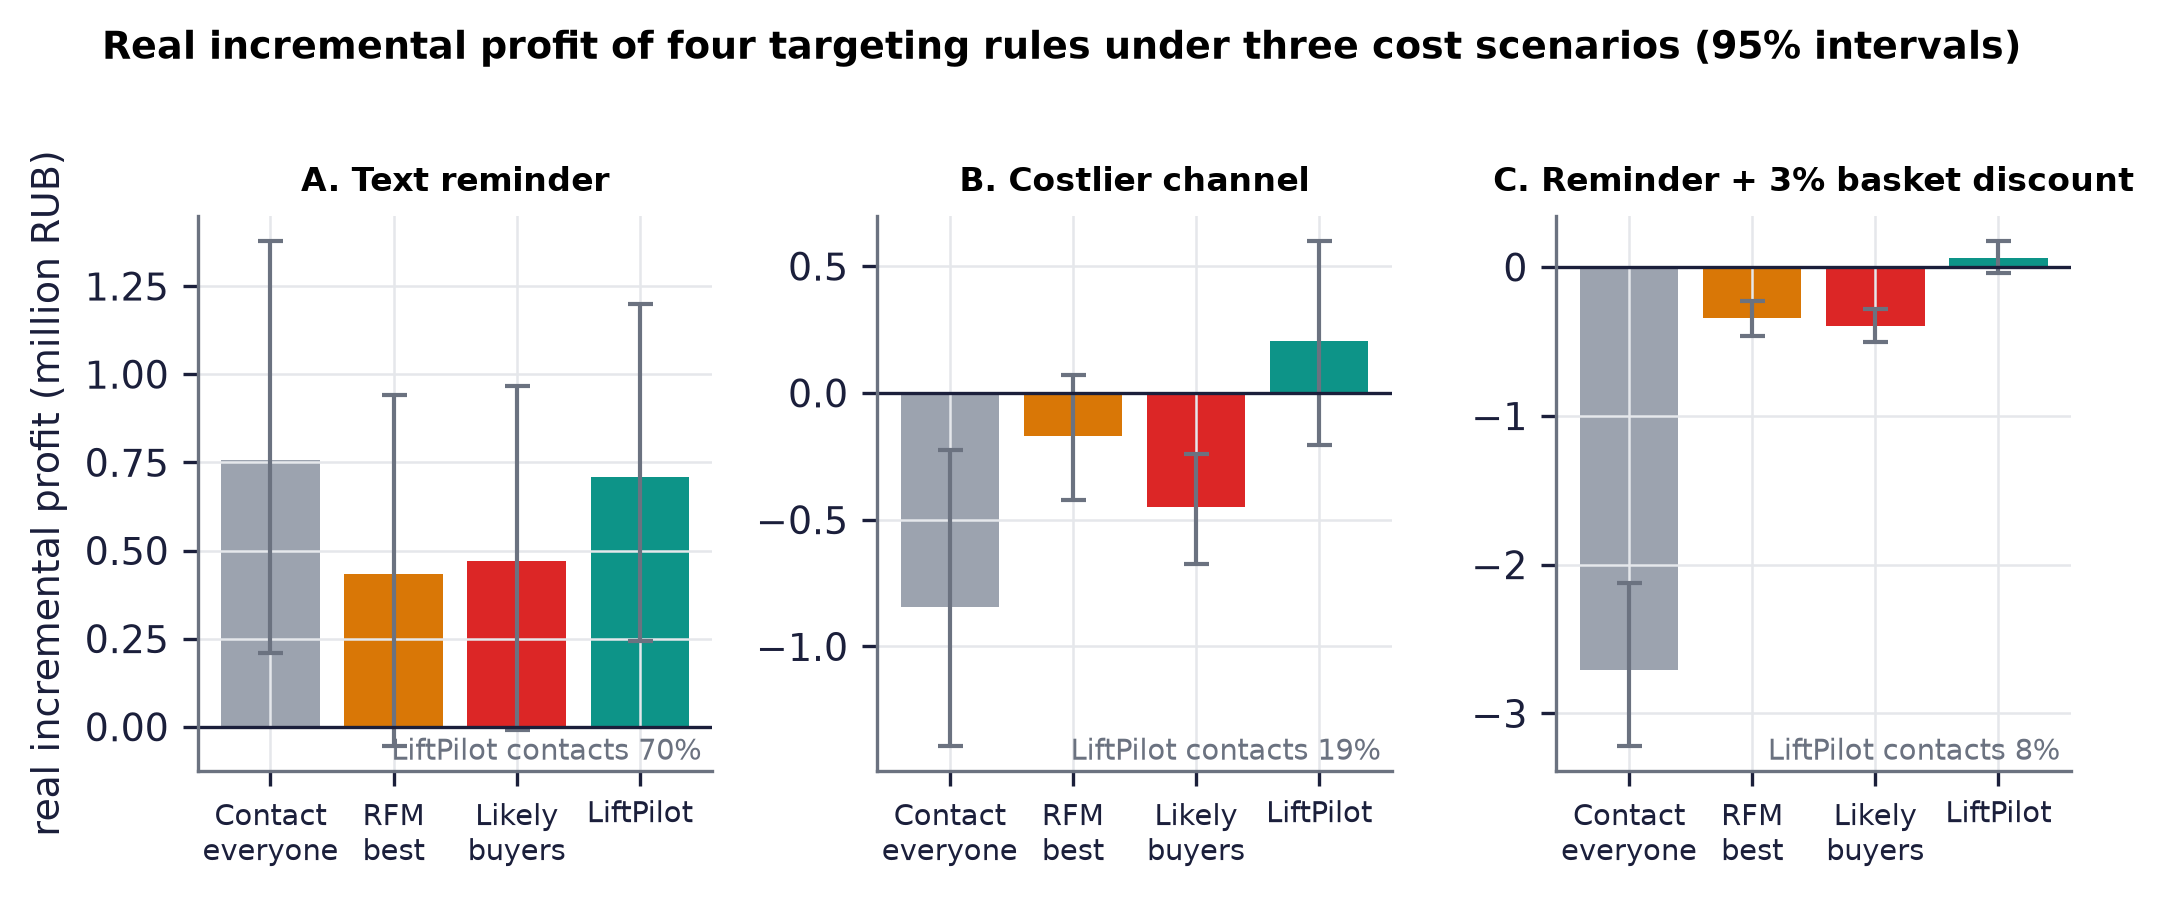 Real incremental profit of four targeting rules under three cost scenarios (95% intervals)
real incremental profit (million RUB)
A. Text reminder
1.25
1.00
0.75
0.50
0.25
0.00
LiftPilot contacts 70%
Contact everyone
RFM best
Likely buyers
LiftPilot
B. Costlier channel
0.5
0.0
−0.5
−1.0
LiftPilot contacts 19%
Contact everyone
RFM best
Likely buyers
LiftPilot
C. Reminder + 3% basket discount
0
−1
−2
−3
LiftPilot contacts 8%
Contact everyone
RFM best
Likely buyers
LiftPilot